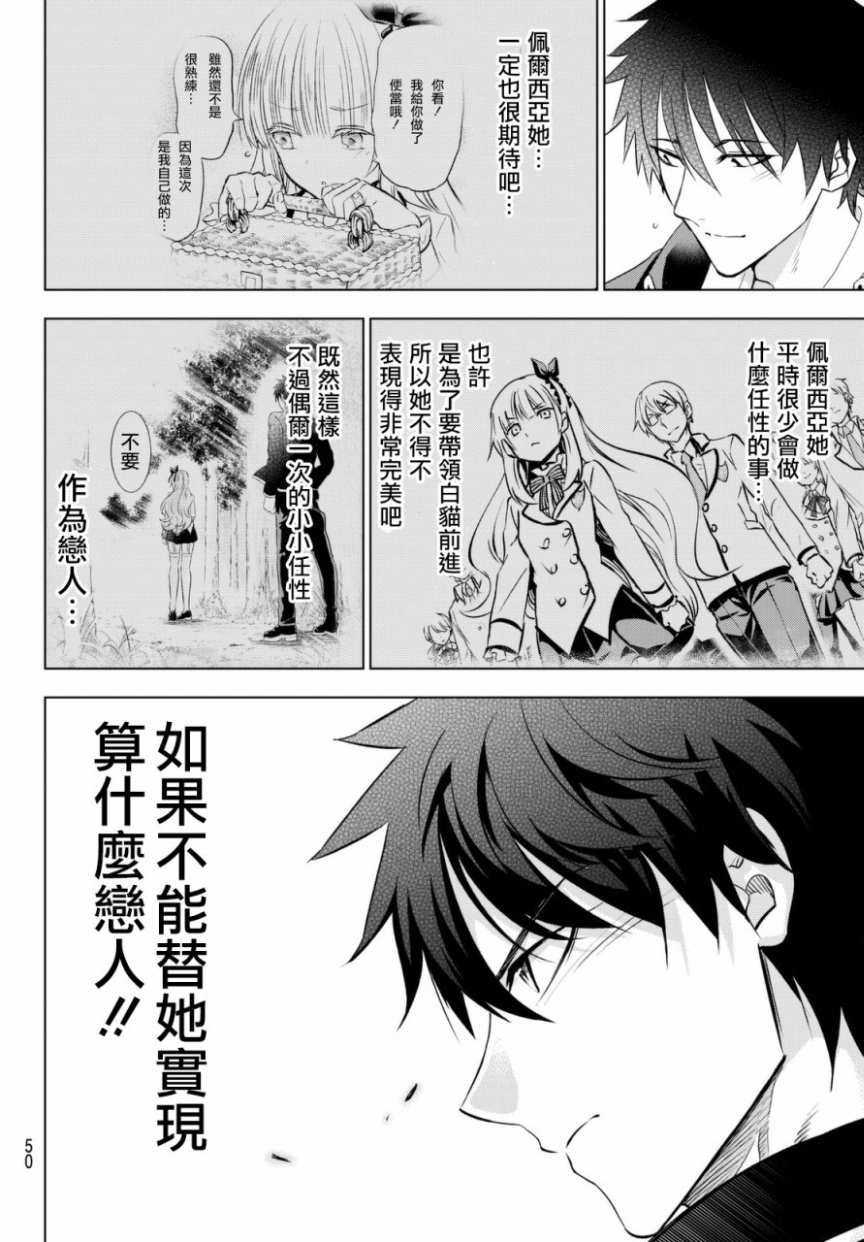 佩爾西亞她…
一定也很期待吧…
你看！
我給你做了
便當哦！
雖然還不是
很熟練…
因為這次
是我自己做的…
佩爾西亞她
平時很少會做
什麼任性的事…
也許
是為了要帶領白貓前進
所以她不得不
表現得非常完美吧
既然這樣
不過偶爾一次的小小任性
不要
作為戀人…
如果不能替她實現
算什麼戀人！！
50